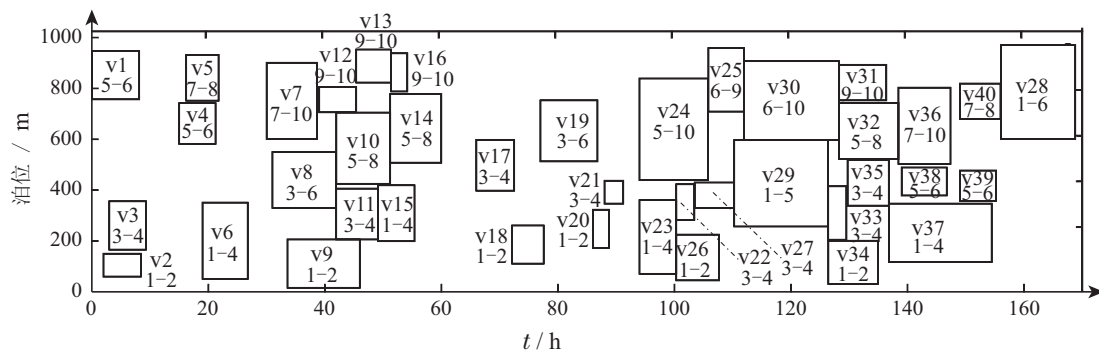 1000
800
600
400
200
0
泊位 / m
v1
5−6
v2
1−2
v3
3−4
v4
5−6
v5
7−8
v6
1−4
v7
7−10
v8
3−6
v9
1−2
v10
5−8
v11
3−4
v12
9−10
v13
9−10
v14
5−8
v15
1−4
v16
9−10
v17
3−4
v18
1−2
v19
3−6
v20
1−2
v21
3−4
v22
3−4
v23
1−4
v24
5−10
v25
6−9
v26
1−2
v27
3−4
v28
1−6
v29
1−5
v30
6−10
v31
9−10
v32
5−8
v33
3−4
v34
1−2
v35
3−4
v36
7−10
v37
1−4
v38
5−6
v39
5−6
v40
7−8
0
20
40
60
80
100
120
140
160
t / h